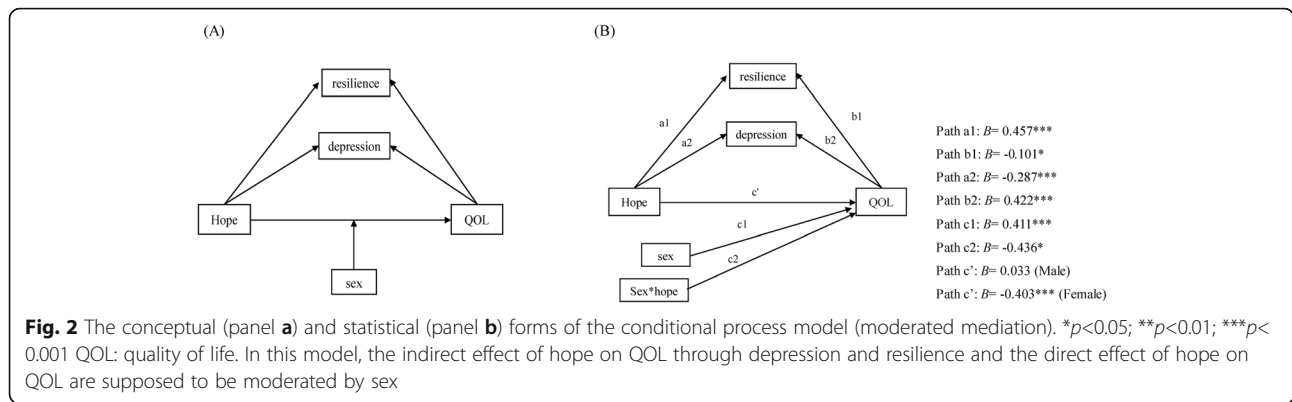 (A)
(B)
resilience
depression
Hope
QOL
sex
resilience
a1
b1
depression
a2
b2
Hope
c'
QOL
c1
sex
c2
Sex*hope
Path a1: B= 0.457***
Path b1: B= -0.101*
Path a2: B= -0.287***
Path b2: B= 0.422***
Path c1: B= 0.411***
Path c2: B= -0.436*
Path c’: B= 0.033 (Male)
Path c’: B= -0.403*** (Female)
Fig. 2 The conceptual (panel a) and statistical (panel b) forms of the conditional process model (moderated mediation). *p<0.05; **p<0.01; ***p<
0.001 QOL: quality of life. In this model, the indirect effect of hope on QOL through depression and resilience and the direct effect of hope on
QOL are supposed to be moderated by sex